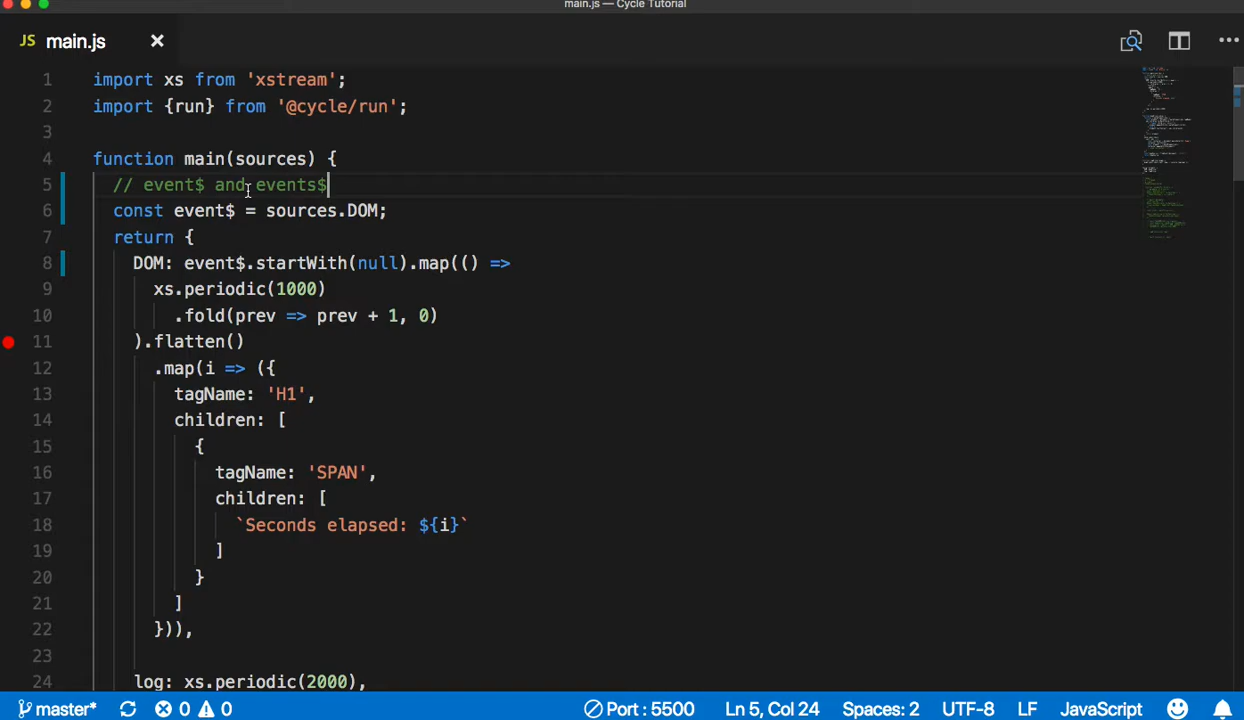 main.js — Cycle Tutorial
JS main.js
1 import xs from 'xstream';
2 import {run} from '@cycle/run';
3
4 function main(sources) {
5 // event$ and events$
6 const event$ = sources.DOM;
7 return {
8 DOM: event$.startWith(null).map(() =>
9 xs.periodic(1000)
10 .fold(prev => prev + 1, 0)
11 ).flatten()
12 .map(i => ({
13 tagName: 'H1',
14 children: [
15 {
16 tagName: 'SPAN',
17 children: [
18 `Seconds elapsed: ${i}`
19 ]
20 }
21 ]
22 })),
23
24 log: xs.periodic(2000),
master* 0 0 Port : 5500 Ln 5, Col 24 Spaces: 2 UTF-8 LF JavaScript